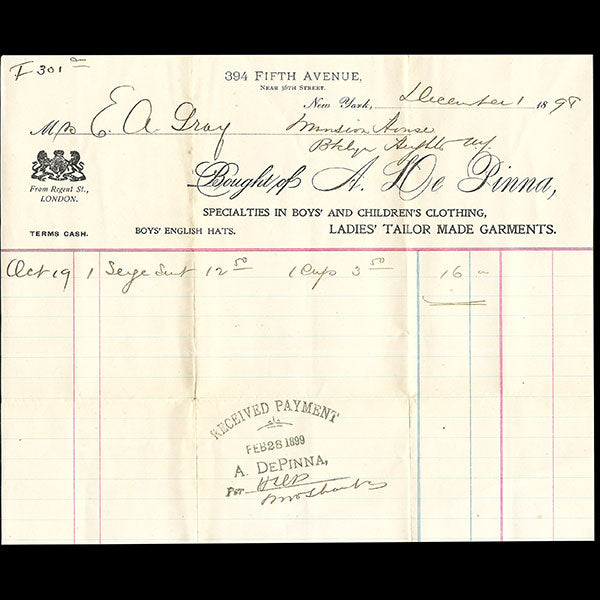 F 301
394 FIFTH AVENUE,
NEAR 36TH STREET.
New York, December 1 1898
Mrs E. A. Gray
Mansion House
Bklyn Heights NY
Bought of A. De Pinna,
From Regent St.,
LONDON.
SPECIALTIES IN BOYS' AND CHILDREN'S CLOTHING,
TERMS CASH. BOYS' ENGLISH HATS. LADIES' TAILOR MADE GARMENTS.
Oct 19 1 Serge Suit 12 50 1 Cap 3 50 16
RECEIVED PAYMENT
FEB 28 1899
A. DEPINNA,
Per